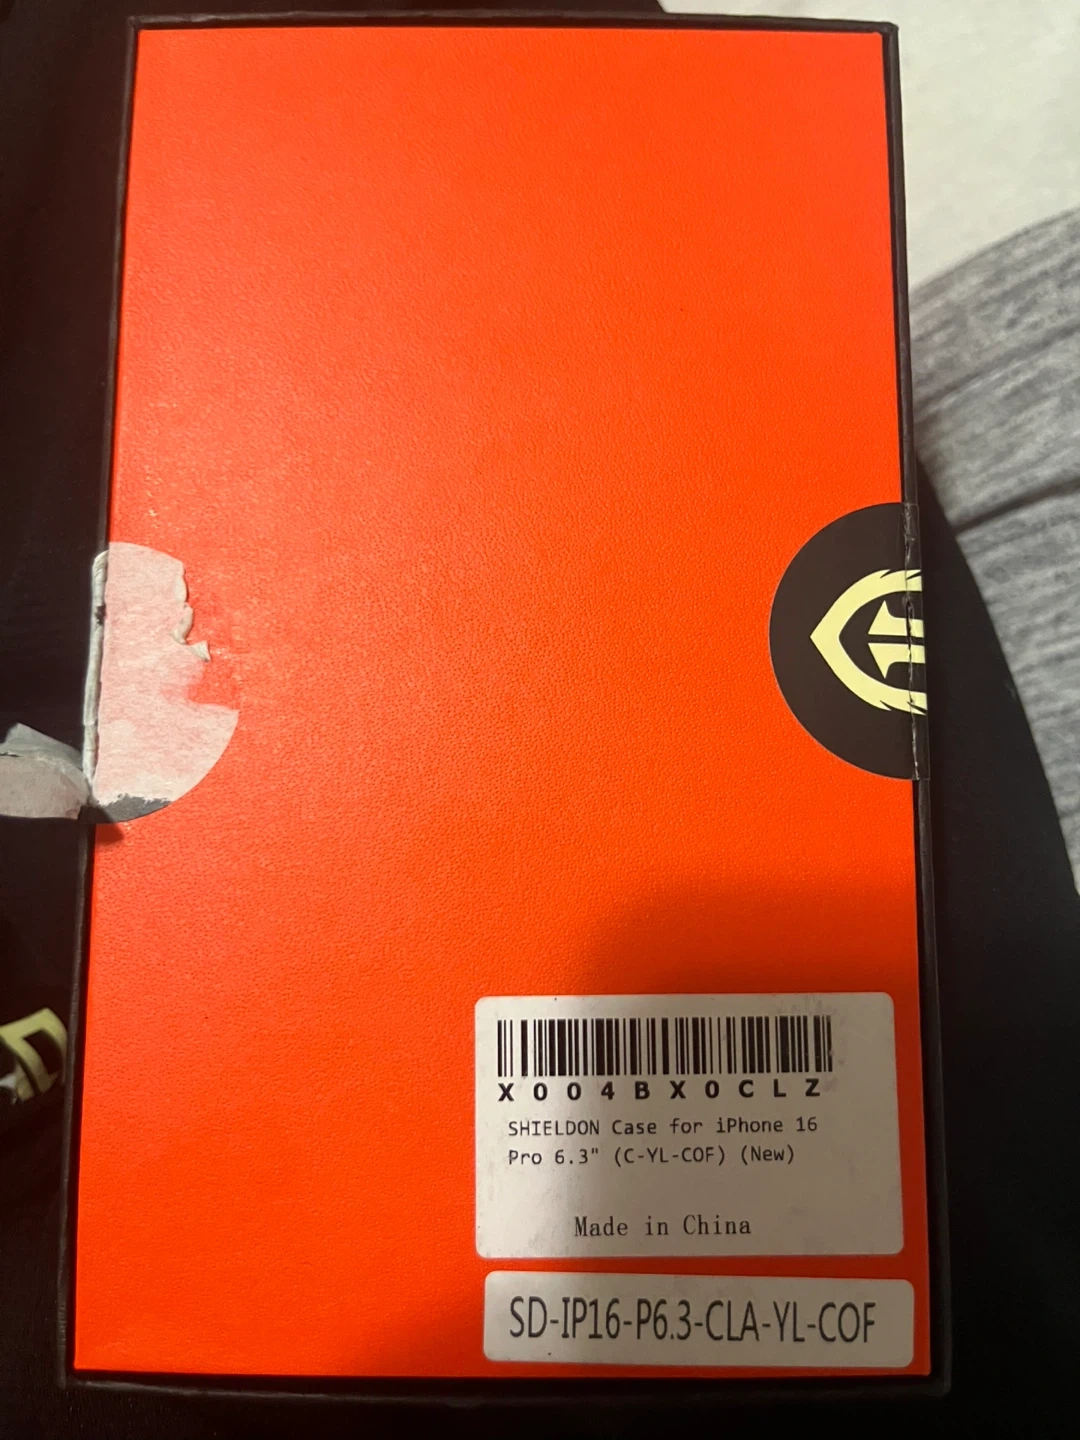 X004BX0CLZ
SHIELDON Case for iPhone 16
Pro 6.3" (C-YL-COF) (New)
Made in China
SD-IP16-P6.3-CLA-YL-COF